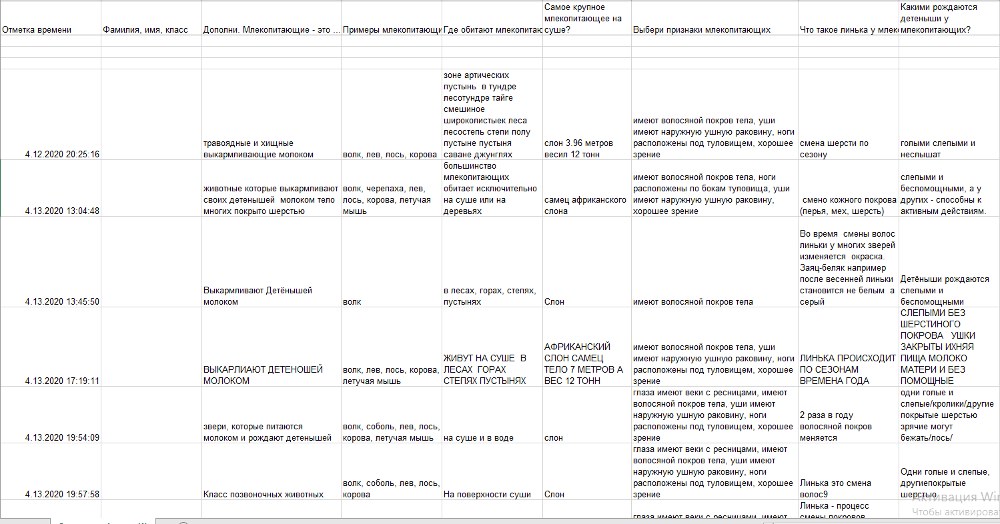 Отметка времени
Фамилия, имя, класс
Дополни. Млекопитающие - это ...
Примеры млекопитающи
Где обитают млекопитаю
Самое крупное
млекопитающее на
суше?
Выбери признаки млекопитающих
Что такое линька у млек
Какими рождаются
детеныши у
млекопитающих?
4.12.2020 20:25:16
травоядные и хищные
выкармливающие молоком
волк, лев, лось, корова
зоне артических
пустынь в тундре
лесотундре тайге
смешиное
широколистыек леса
лесостепь степи полу
пустыне пустыня
саване джунглях
слон 3.96 метров
весил 12 тонн
имеют волосяной покров тела, уши
имеют наружную ушную раковину, ноги
расположены под туловищем, хорошее
зрение
смена шерсти по
сезону
голыми слепыми и
неслышат
4.13.2020 13:04:48
животные которые выкармливают
своих детенышей молоком тело
многих покрыто шерстью
волк, черепаха, лев,
лось, корова, летучая
мышь
большинство
млекопитающих
обитает исключительно
на суше или на
деревьях
самец африканского
слона
имеют волосяной покров тела, ноги
расположены по бокам туловища, уши
имеют наружную ушную раковину,
хорошее зрение
смено кожного покрова
(перья, мех, шерсть)
слепыми и
беспомощными, а у
других - способны к
активным действиям.
4.13.2020 13:45:50
Выкармливают Детёнышей
молоком
волк
в лесах, горах, степях,
пустынях
Слон
имеют волосяной покров тела
Во время смены волос
линьки у многих зверей
изменяется окраска.
Заяц-беляк например
после весенней линьки
становится не белым а
серый
Детёныши рождаются
слепыми и
беспомощными
4.13.2020 17:19:11
ВЫКАРЛИАЮТ ДЕТЕНОШЕЙ
МОЛОКОМ
волк, лев, лось, корова,
летучая мышь
ЖИВУТ НА СУШЕ В
ЛЕСАХ ГОРАХ
СТЕПЯХ ПУСТЫНЯХ
АФРИКАНСКИЙ
СЛОН САМЕЦ
ТЕЛО 7 МЕТРОВ А
ВЕС 12 ТОНН
имеют волосяной покров тела, уши
имеют наружную ушную раковину, ноги
расположены под туловищем, хорошее
зрение
ЛИНЬКА ПРОИСХОДИТ
ПО СЕЗОНАМ
ВРЕМЕНА ГОДА
СЛЕПЫМИ БЕЗ
ШЕРСТИНОГО
ПОКРОВА УШКИ
ЗАКРЫТЫ ИХНЯЯ
ПИЩА МОЛОКО
МАТЕРИ И БЕЗ
ПОМОЩНЫЕ
4.13.2020 19:54:09
звери, которые питаются
молоком и рождают детенышей
волк, соболь, лев, лось,
корова, летучая мышь
на суше и в воде
слон
глаза имеют веки с ресницами, имеют
волосяной покров тела, уши имеют
наружную ушную раковину, ноги
расположены под туловищем, хорошее
зрение
2 раза в году
волосяной покров
меняется
одни голые и
слепые/кролики/другие
покрытые шерстью
зрячие могут
бежать/лось/
4.13.2020 19:57:58
Класс позвоночных животных
волк, соболь, лев, лось,
корова
На поверхности суши
Слон
глаза имеют веки с ресницами, имеют
волосяной покров тела, уши имеют
наружную ушную раковину, ноги
расположены под туловищем, хорошее
зрение
Линька это смена
волос9
Одни голые и слепые,
другиепокрытые
шерстью
Активация Win
Чтобы активироват
глаза имеют веки с ресницами, имеют
Линька - процесс
смены покровов